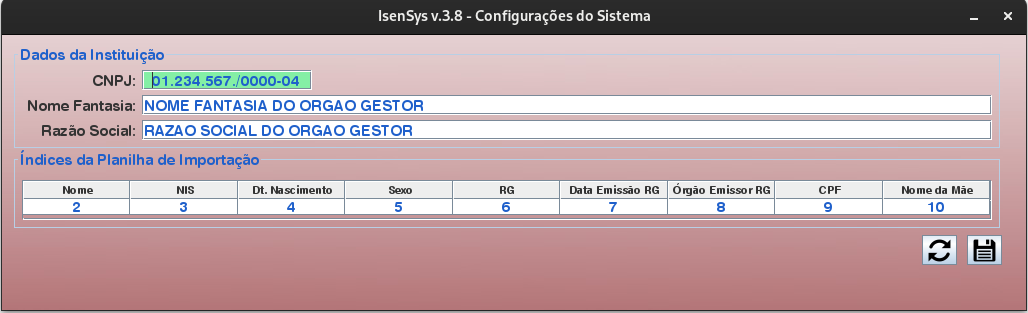 IsenSys v.3.8 - Configurações do Sistema
Dados da Instituição
CNPJ: 01.234.567./0000-04
Nome Fantasia: NOME FANTASIA DO ORGAO GESTOR
Razão Social: RAZAO SOCIAL DO ORGAO GESTOR
Índices da Planilha de Importação
Nome NIS Dt. Nascimento Sexo RG Data Emissão RG Órgão Emissor RG CPF Nome da Mãe
2 3 4 5 6 7 8 9 10